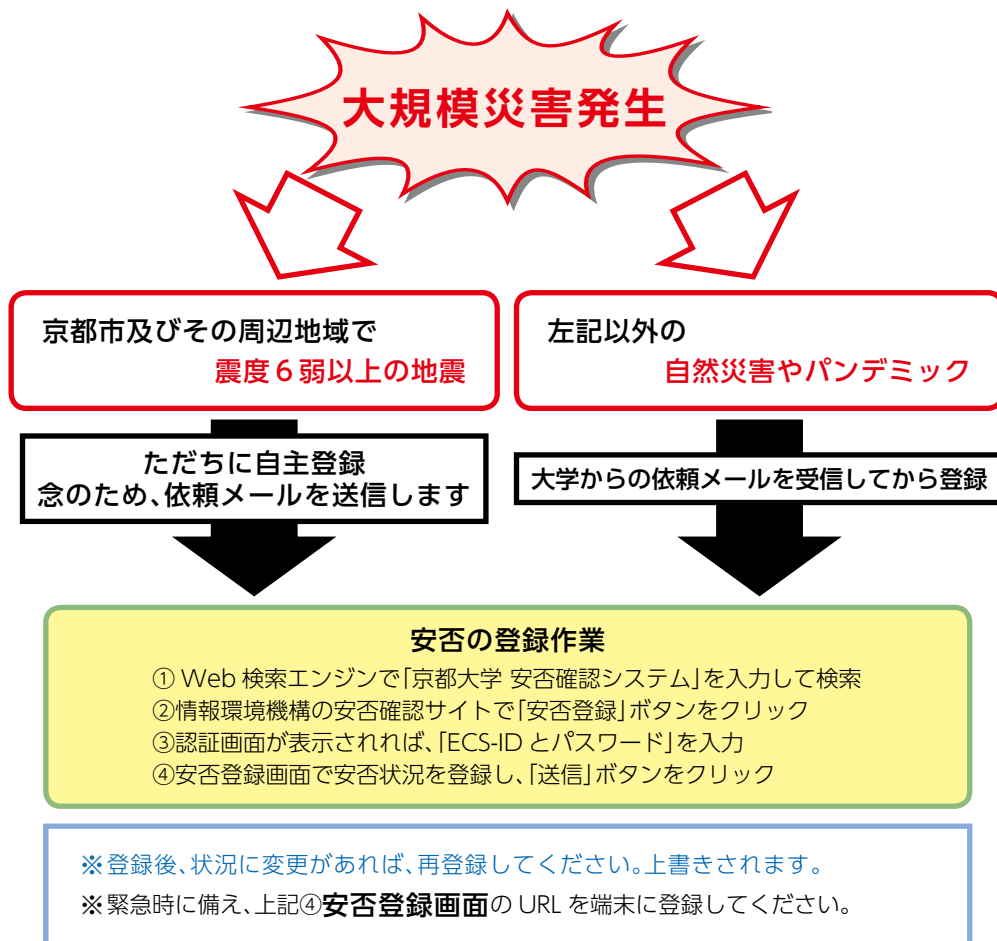 大規模災害発生
京都市及びその周辺地域で
震度6弱以上の地震
左記以外の
自然災害やパンデミック
ただちに自主登録
念のため、依頼メールを送信します
大学からの依頼メールを受信してから登録
安否の登録作業
① Web 検索エンジンで「京都大学 安否確認システム」を入力して検索
②情報環境機構の安否確認サイトで「安否登録」ボタンをクリック
③認証画面が表示されれば、「ECS-ID とパスワード」を入力
④安否登録画面で安否状況を登録し、「送信」ボタンをクリック
※登録後、状況に変更があれば、再登録してください。上書きされます。
※緊急時に備え、上記④安否登録画面の URL を端末に登録してください。